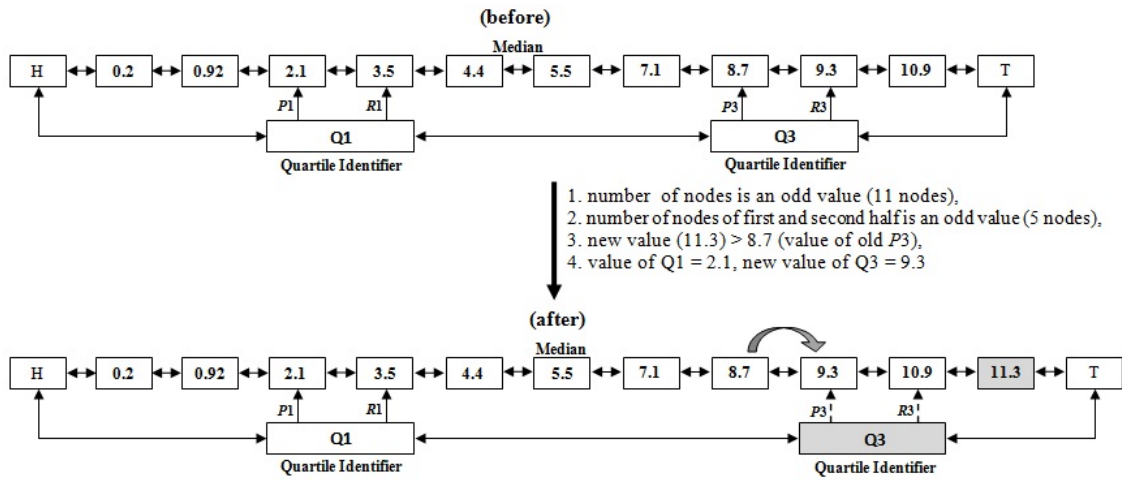 (before)
Median
H 0.2 0.92 2.1 3.5 4.4 5.5 7.1 8.7 9.3 10.9 T
P1 R1 P3 R3
Q1 Q3
Quartile Identifier Quartile Identifier
1. number of nodes is an odd value (11 nodes),
2. number of nodes of first and second half is an odd value (5 nodes),
3. new value (11.3) > 8.7 (value of old P3),
4. value of Q1 = 2.1, new value of Q3 = 9.3
(after)
Median
H 0.2 0.92 2.1 3.5 4.4 5.5 7.1 8.7 9.3 10.9 11.3 T
P1 R1 P3 R3
Q1 Q3
Quartile Identifier Quartile Identifier